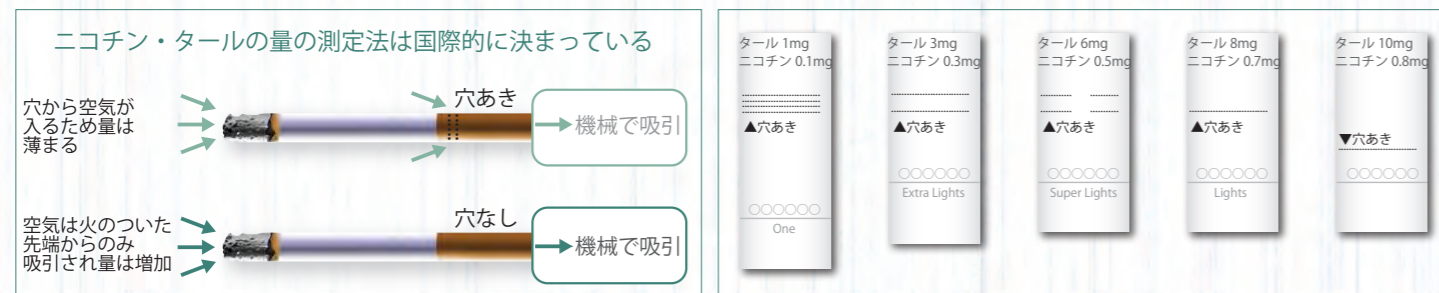 ニコチン・タールの量の測定法は国際的に決まっている
穴から空気が
入るため量は
薄まる
穴あき
機械で吸引
空気は火のついた
先端からのみ
吸引され量は増加
穴なし
機械で吸引
タール 1mg
ニコチン 0.1mg
▲穴あき
○○○○○○
One
タール 3mg
ニコチン 0.3mg
▲穴あき
○○○○○○
Extra Lights
タール 6mg
ニコチン 0.5mg
▲穴あき
○○○○○○
Super Lights
タール 8mg
ニコチン 0.7mg
▲穴あき
○○○○○○
Lights
タール 10mg
ニコチン 0.8mg
▼穴あき
○○○○○○